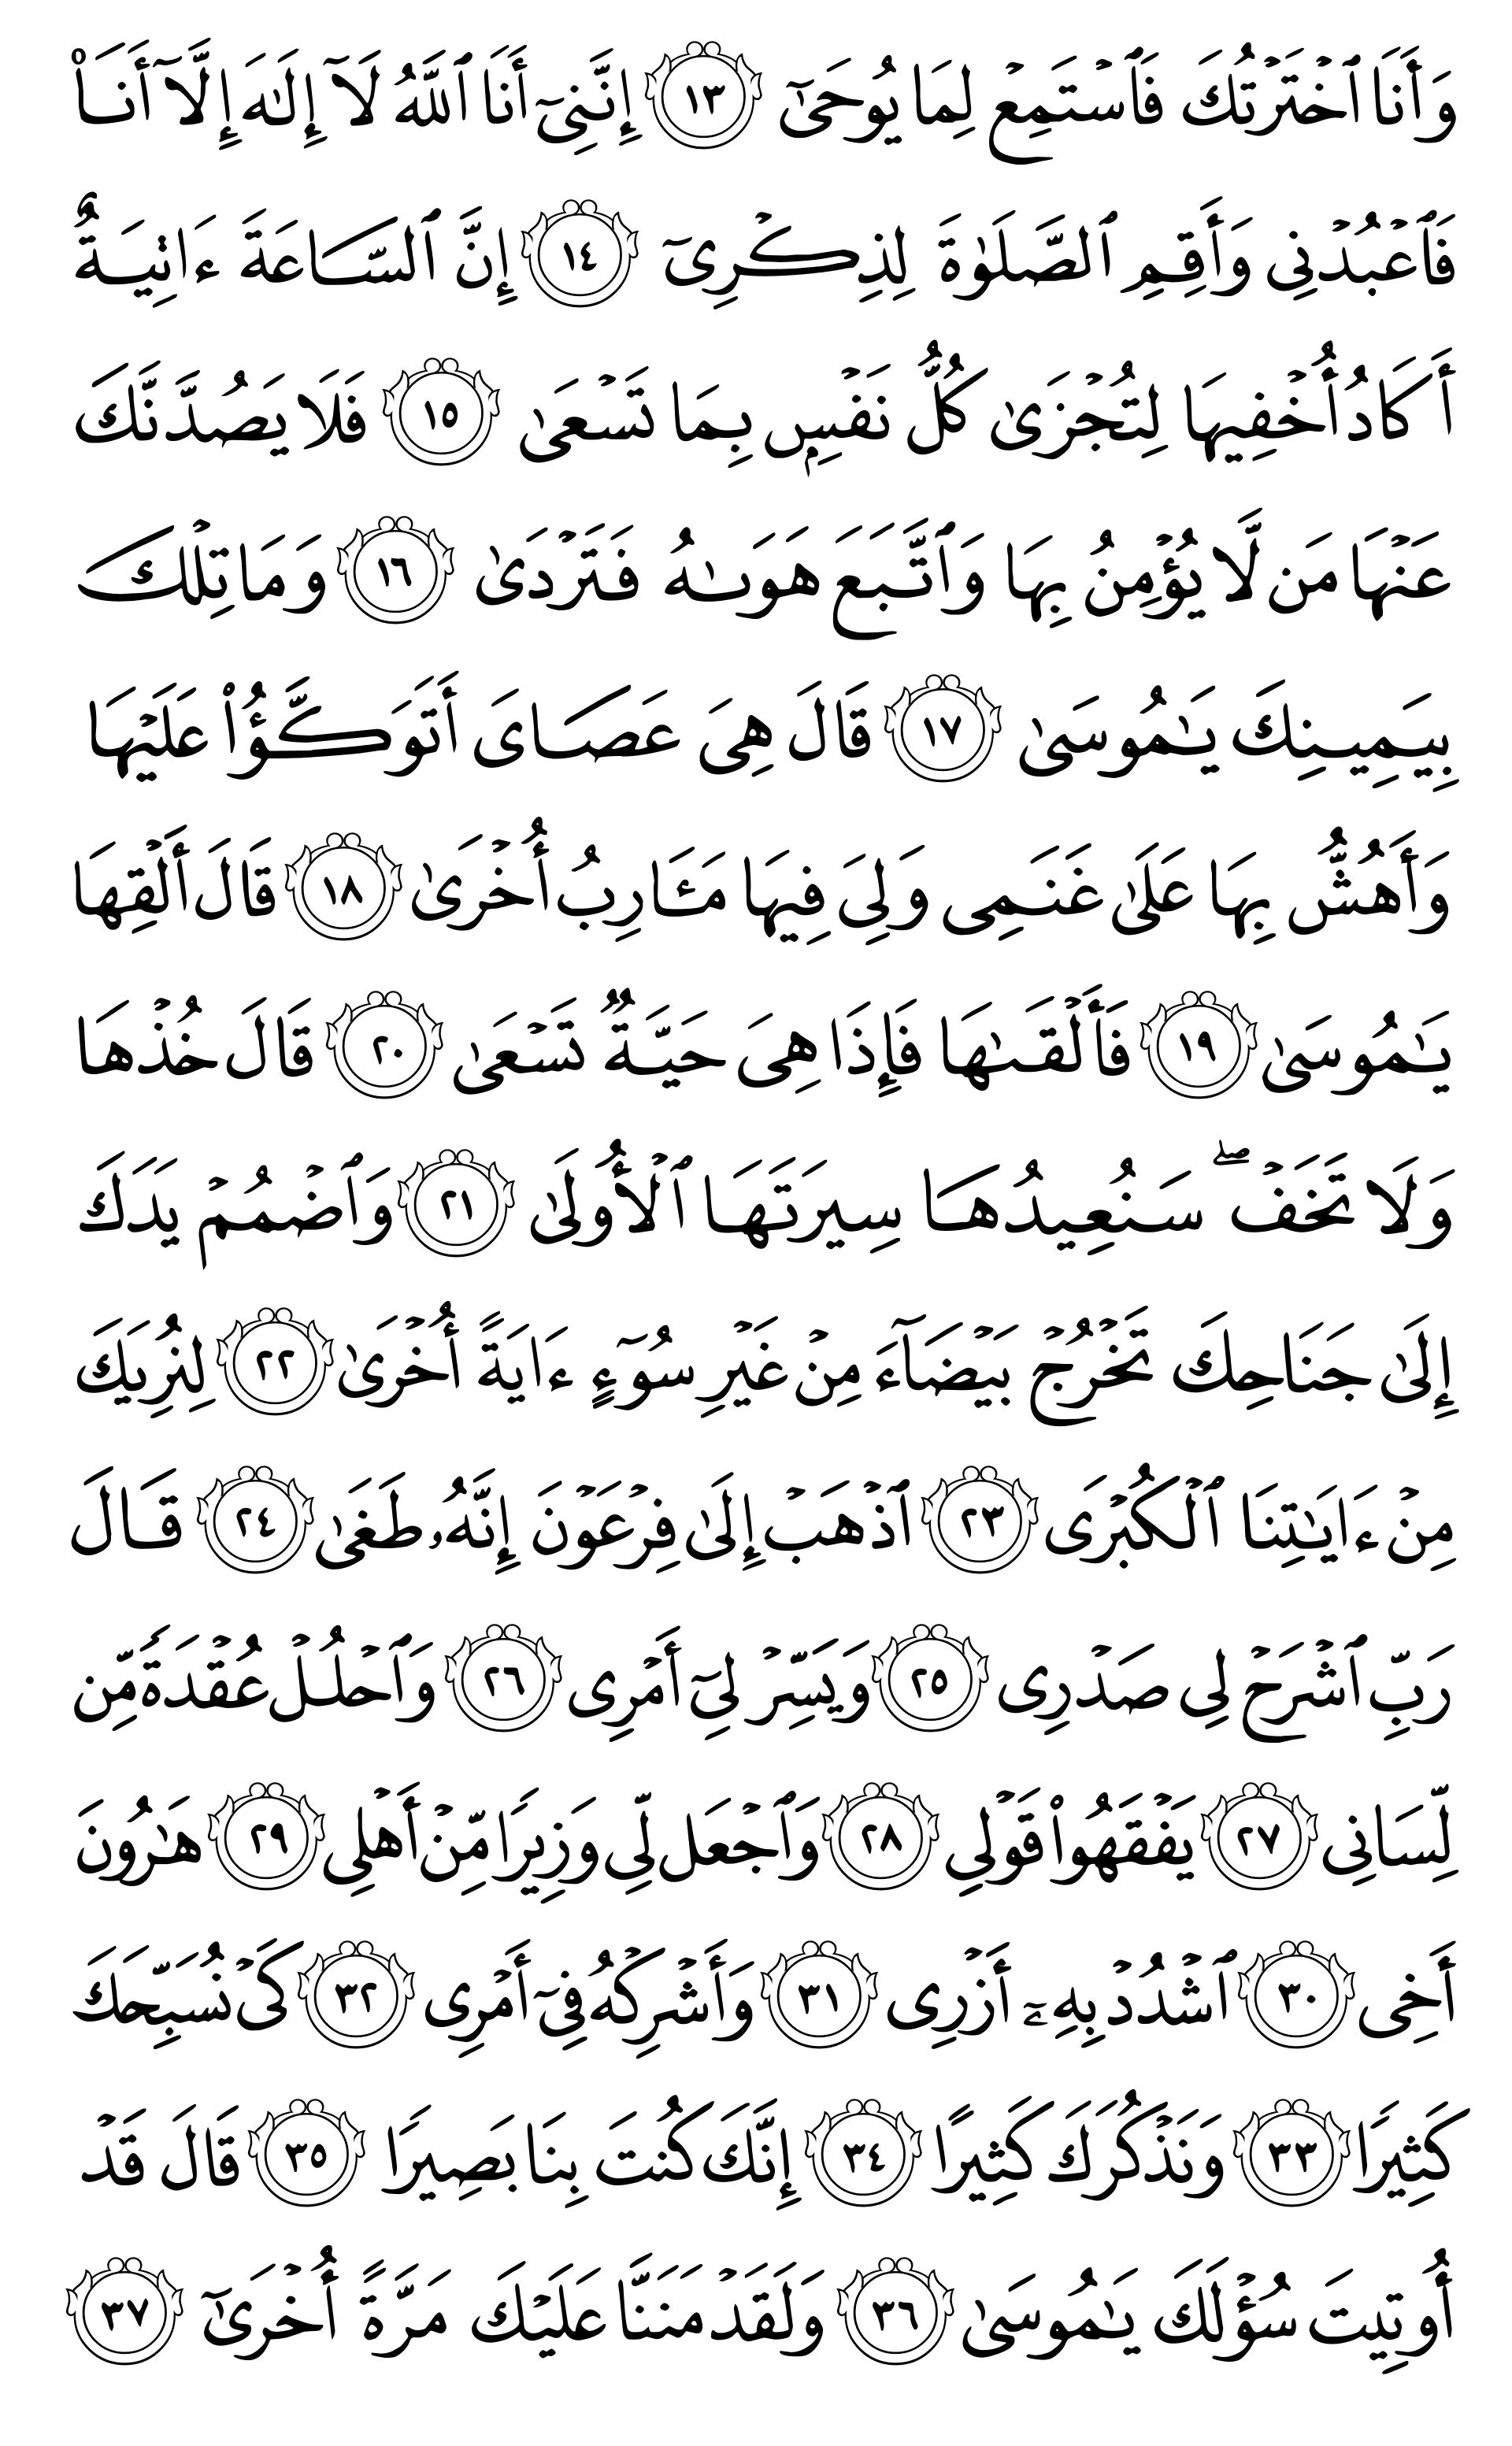 وَأَنَا ٱخْتَرْتُكَ فَٱسْتَمِعْ لِمَا يُوحَىٰٓ ١٣ إِنَّنِىٓ أَنَا ٱللَّهُ لَآ إِلَـٰهَ إِلَّآ أَنَا۠
فَٱعْبُدْنِى وَأَقِمِ ٱلصَّلَوٰةَ لِذِكْرِىٓ ١٤ إِنَّ ٱلسَّاعَةَ ءَاتِيَةٌ
أَكَادُ أُخْفِيهَا لِتُجْزَىٰ كُلُّ نَفْسٍۭ بِمَا تَسْعَىٰ ١٥ فَلَا يَصُدَّنَّكَ
عَنْهَا مَن لَّا يُؤْمِنُ بِهَا وَٱتَّبَعَ هَوَىٰهُ فَتَرْدَىٰ ١٦ وَمَا تِلْكَ
بِيَمِينِكَ يَـٰمُوسَىٰ ١٧ قَالَ هِىَ عَصَاىَ أَتَوَكَّؤُا۟ عَلَيْهَا
وَأَهُشُّ بِهَا عَلَىٰ غَنَمِى وَلِىَ فِيهَا مَـَٔارِبُ أُخْرَىٰ ١٨ قَالَ أَلْقِهَا
يَـٰمُوسَىٰ ١٩ فَأَلْقَىٰهَا فَإِذَا هِىَ حَيَّةٌ تَسْعَىٰ ٢٠ قَالَ خُذْهَا
وَلَا تَخَفْ ۖ سَنُعِيدُهَا سِيرَتَهَا ٱلْأُولَىٰ ٢١ وَٱضْمُمْ يَدَكَ
إِلَىٰ جَنَاحِكَ تَخْرُجْ بَيْضَآءَ مِنْ غَيْرِ سُوٓءٍ ءَايَةً أُخْرَىٰ ٢٢ لِنُرِيَكَ
مِنْ ءَايَـٰتِنَا ٱلْكُبْرَى ٢٣ ٱذْهَبْ إِلَىٰ فِرْعَوْنَ إِنَّهُۥ طَغَىٰ ٢٤ قَالَ
رَبِّ ٱشْرَحْ لِى صَدْرِى ٢٥ وَيَسِّرْ لِىٓ أَمْرِى ٢٦ وَٱحْلُلْ عُقْدَةً مِّن
لِّسَانِى ٢٧ يَفْقَهُوا۟ قَوْلِى ٢٨ وَٱجْعَل لِّى وَزِيرًا مِّنْ أَهْلِى ٢٩ هَـٰرُونَ
أَخِى ٣٠ ٱشْدُدْ بِهِۦٓ أَزْرِى ٣١ وَأَشْرِكْهُ فِىٓ أَمْرِى ٣٢ كَىْ نُسَبِّحَكَ
كَثِيرًا ٣٣ وَنَذْكُرَكَ كَثِيرًا ٣٤ إِنَّكَ كُنتَ بِنَا بَصِيرًا ٣٥ قَالَ قَدْ
أُوتِيتَ سُؤْلَكَ يَـٰمُوسَىٰ ٣٦ وَلَقَدْ مَنَنَّا عَلَيْكَ مَرَّةً أُخْرَىٰٓ ٣٧